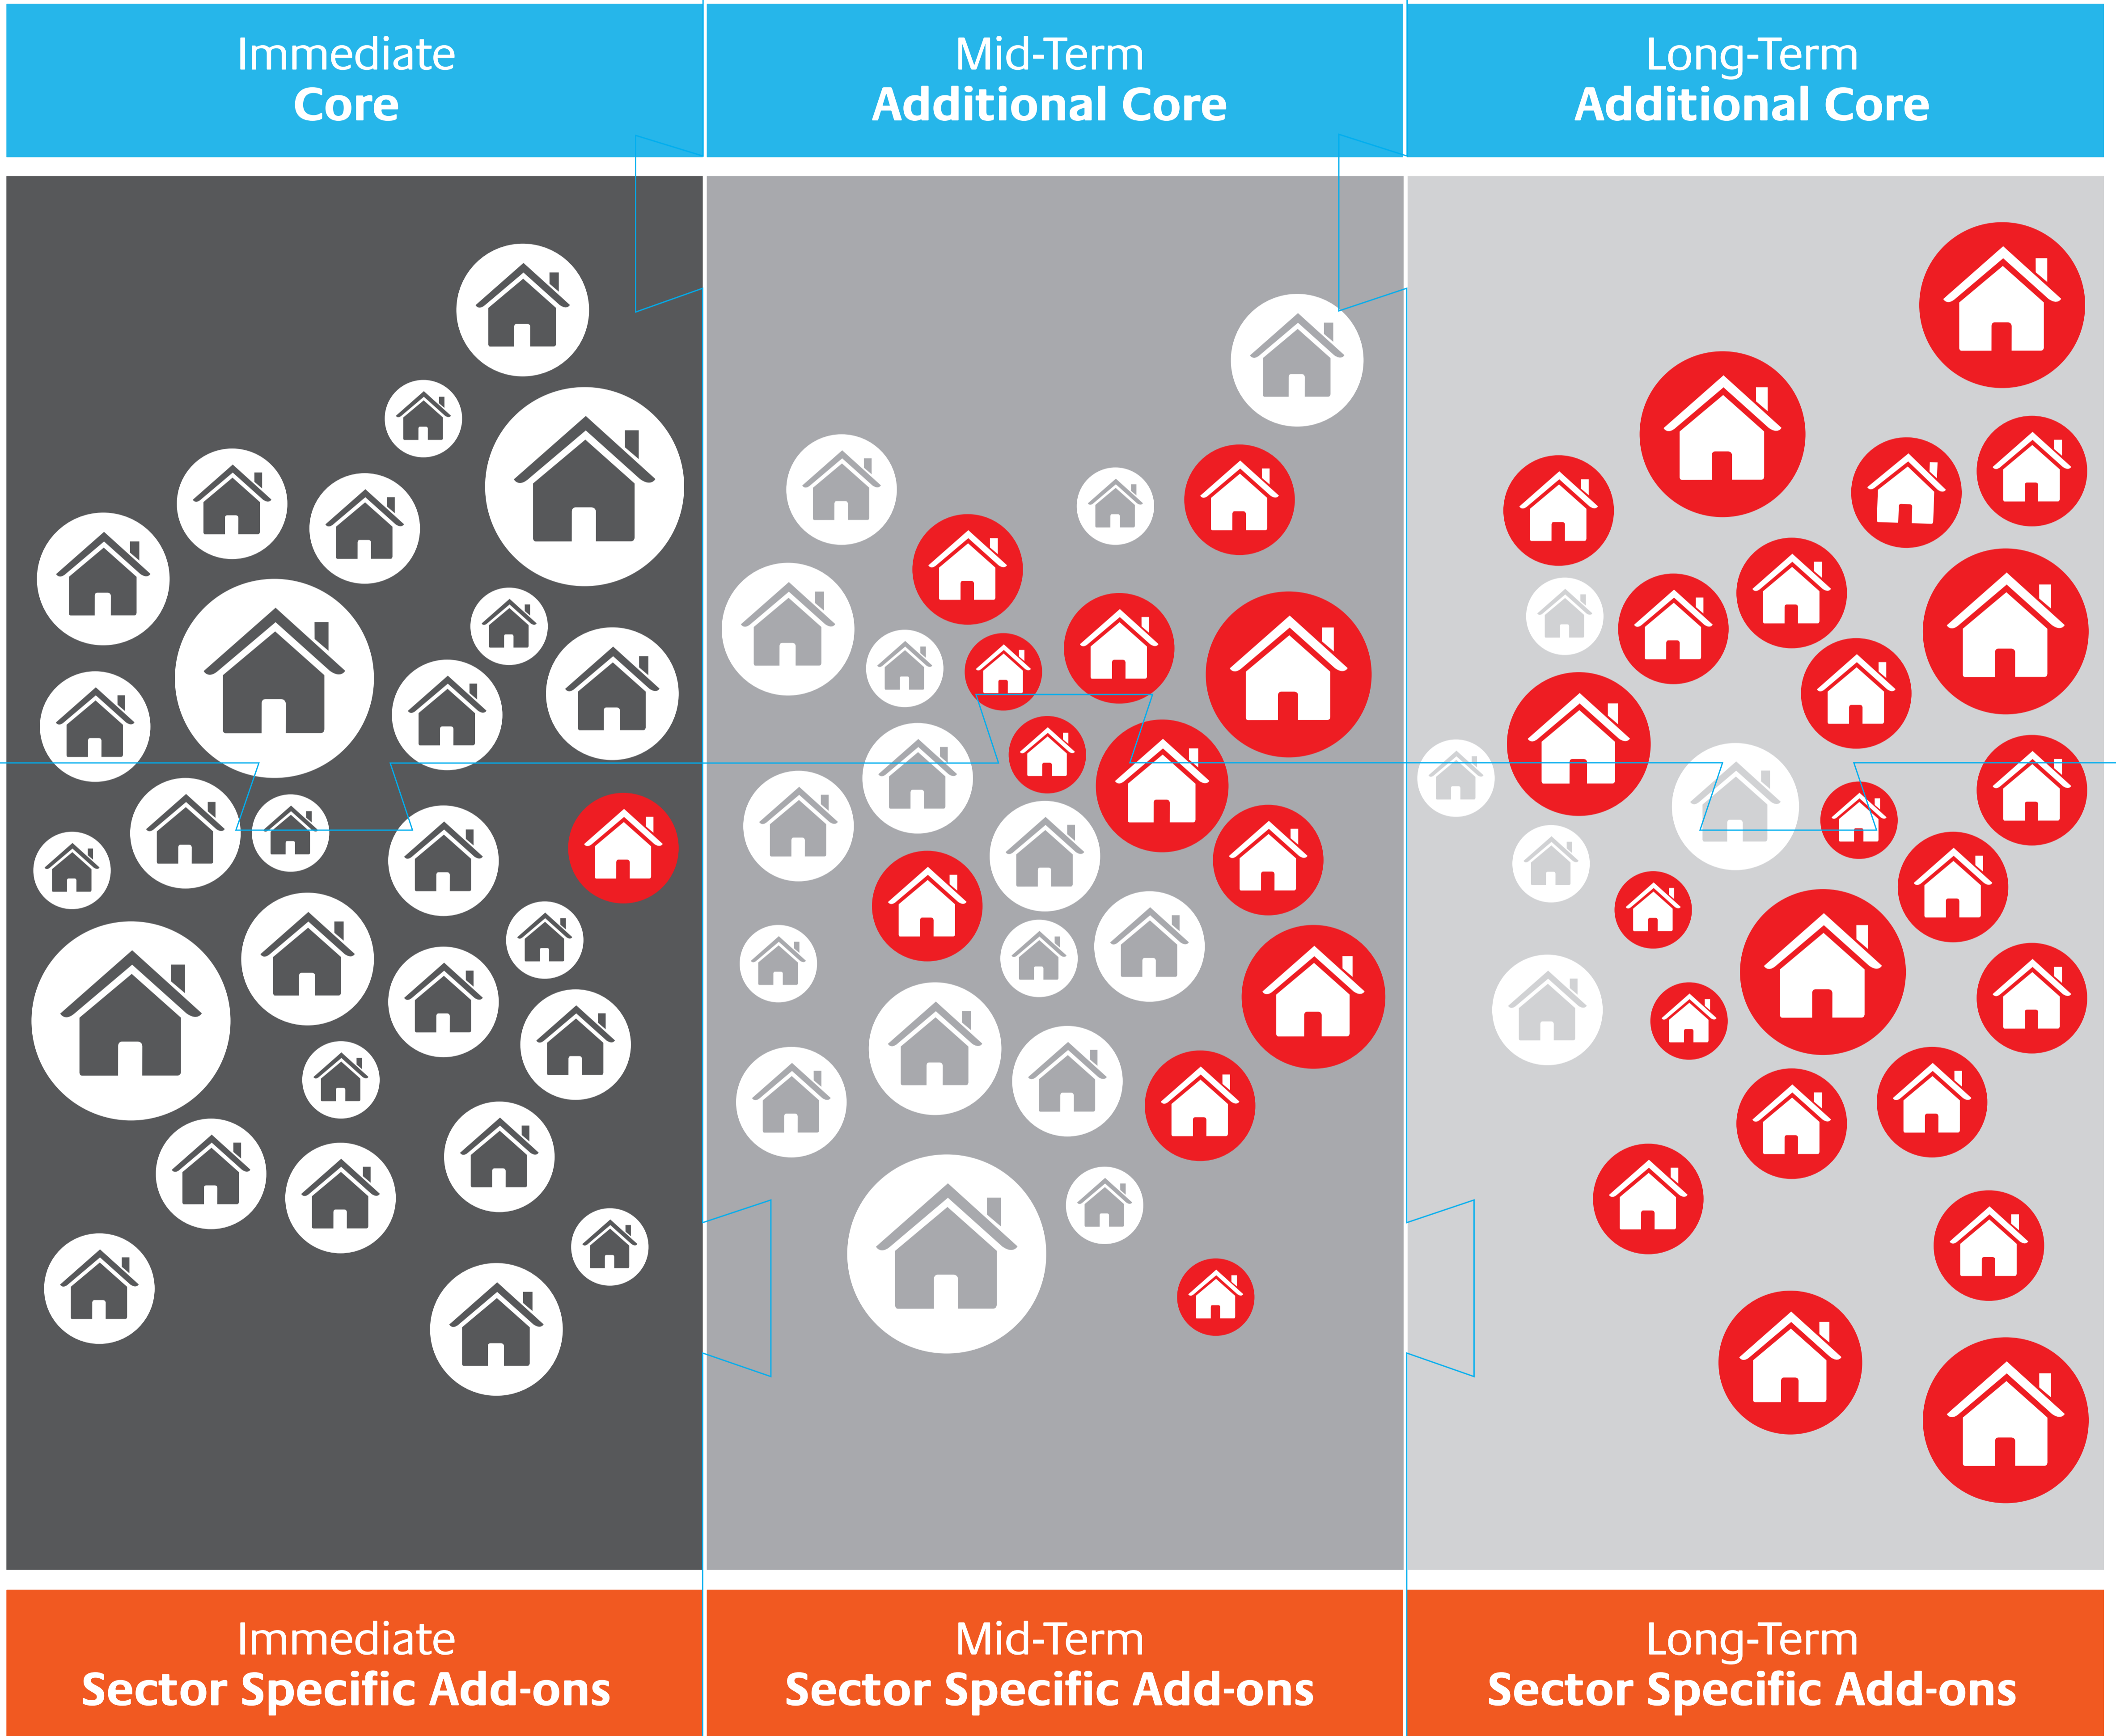 Immediate
Core
Mid-Term
Additional Core
Long-Term
Additional Core
Immediate
Sector Specific Add-ons
Mid-Term
Sector Specific Add-ons
Long-Term
Sector Specific Add-ons